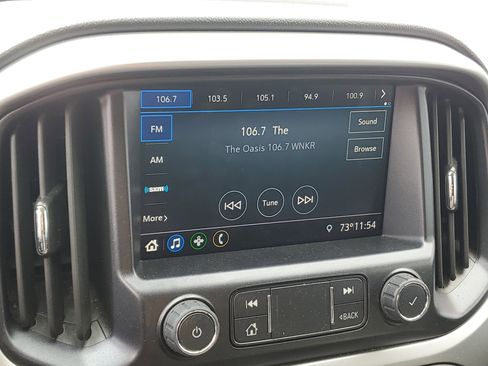 106.7 103.5 105.1 94.9 100.9 >
FM
106.7 The
Sound
The Oasis 106.7 WNKR
Browse
AM
((sxm))
Tune
More >
73° 11:54
<BACK